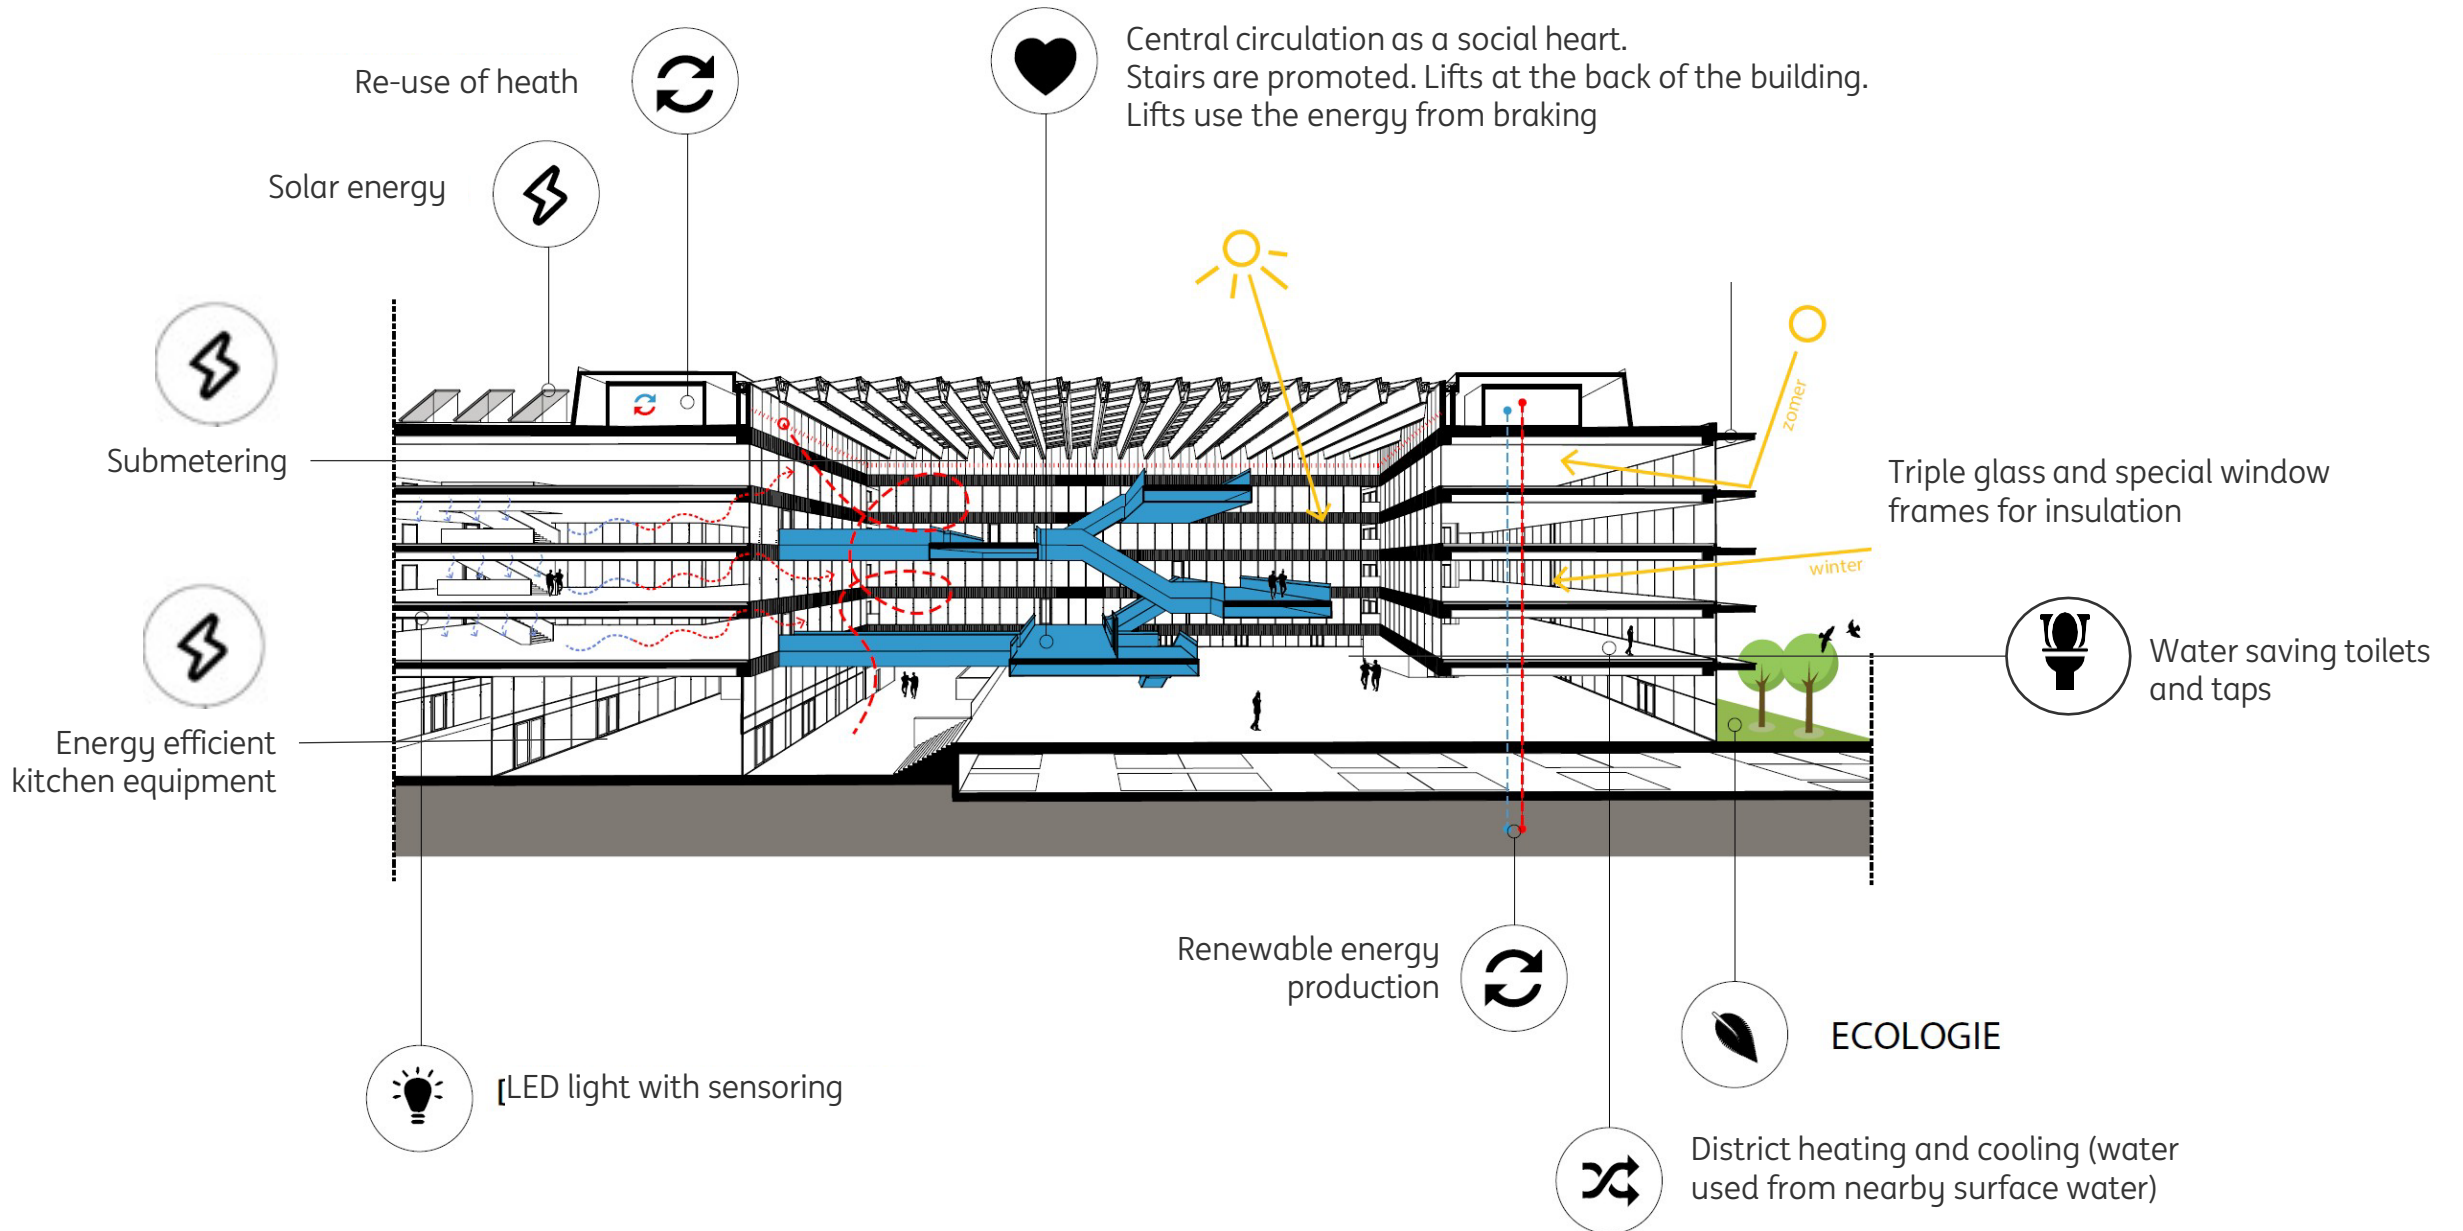 Central circulation as a social heart.
Stairs are promoted. Lifts at the back of the building.
Lifts use the energy from braking
Re-use of heath
Solar energy
zomer
Submetering
Triple glass and special window
frames for insulation
winter
Water saving toilets
and taps
Energy efficient
kitchen equipment
Renewable energy
production
ECOLOGIE
[LED light with sensoring
District heating and cooling (water
used from nearby surface water)